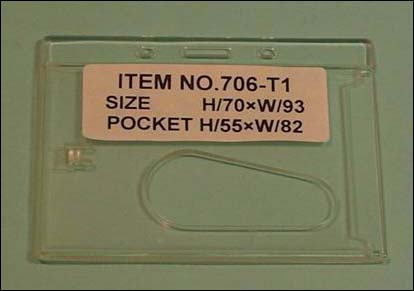 ITEM NO.706-T1
SIZE H/70×W/93
POCKET H/55×W/82